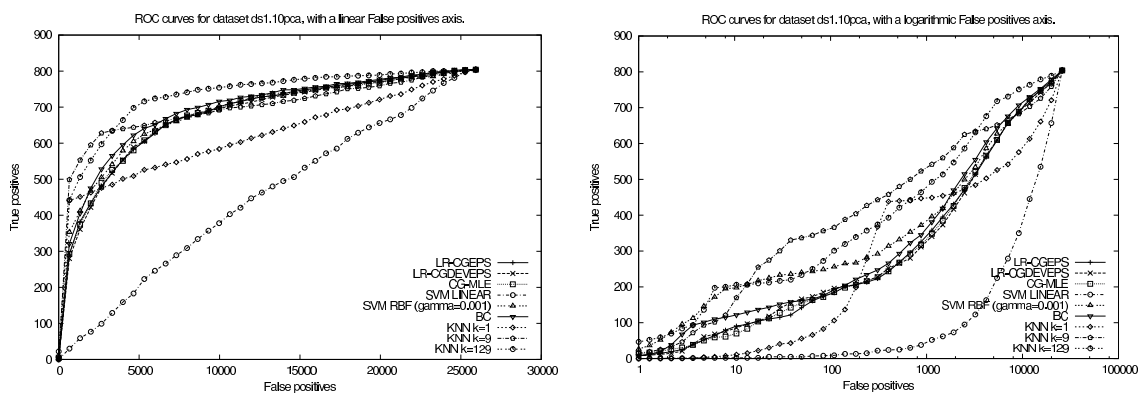 ROC curves for dataset ds1.10pca, with a linear False positives axis.
900
800
700
600
500
400
300
200
100
0
True positives
LR-CGEPS
LR-CGDEVEPS
CG-MLE
SVM LINEAR
SVM RBF (gamma=0.001)
BC
KNN k=1
KNN k=9
KNN k=129
0
5000
10000
15000
20000
25000
30000
False positives
ROC curves for dataset ds1.10pca, with a logarithmic False positives axis.
900
800
700
600
500
400
300
200
100
0
True positives
LR-CGEPS
LR-CGDEVEPS
CG-MLE
SVM LINEAR
SVM RBF (gamma=0.001)
BC
KNN k=1
KNN k=9
KNN k=129
1
10
100
1000
10000
100000
False positives